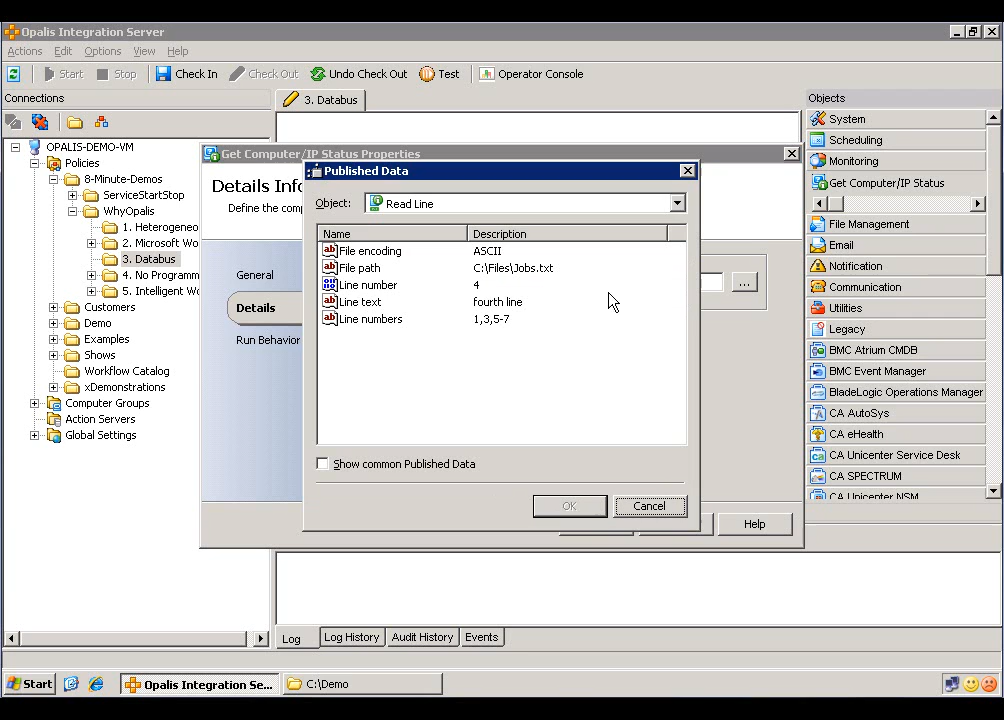 Opalis Integration Server
Actions Edit Options View Help
Start Stop Check In Check Out Undo Check Out Test Operator Console
Connections
3. Databus
Objects
OPALIS-DEMO-VM
Policies
8-Minute-Demos
ServiceStartStop
WhyOpalis
1. Heterogeneo
2. Microsoft Wo
3. Databus
4. No Programm
5. Intelligent Wo
Customers
Demo
Examples
Shows
Workflow Catalog
xDemonstrations
Computer Groups
Action Servers
Global Settings
Get Computer/IP Status Properties
Details Info
Define the comp
General
Details
Run Behavior
...
Help
Published Data
Object: Read Line
Name Description
File encoding ASCII
File path C:\Files\Jobs.txt
Line number 4
Line text fourth line
Line numbers 1,3,5-7
Show common Published Data
OK Cancel
System
Scheduling
Monitoring
Get Computer/IP Status
File Management
Email
Notification
Communication
Utilities
Legacy
BMC Atrium CMDB
BMC Event Manager
BladeLogic Operations Manager
CA AutoSys
CA eHealth
CA Unicenter Service Desk
CA SPECTRUM
CA Unicenter NSM
Log Log History Audit History Events
Start Opalis Integration Se... C:\Demo